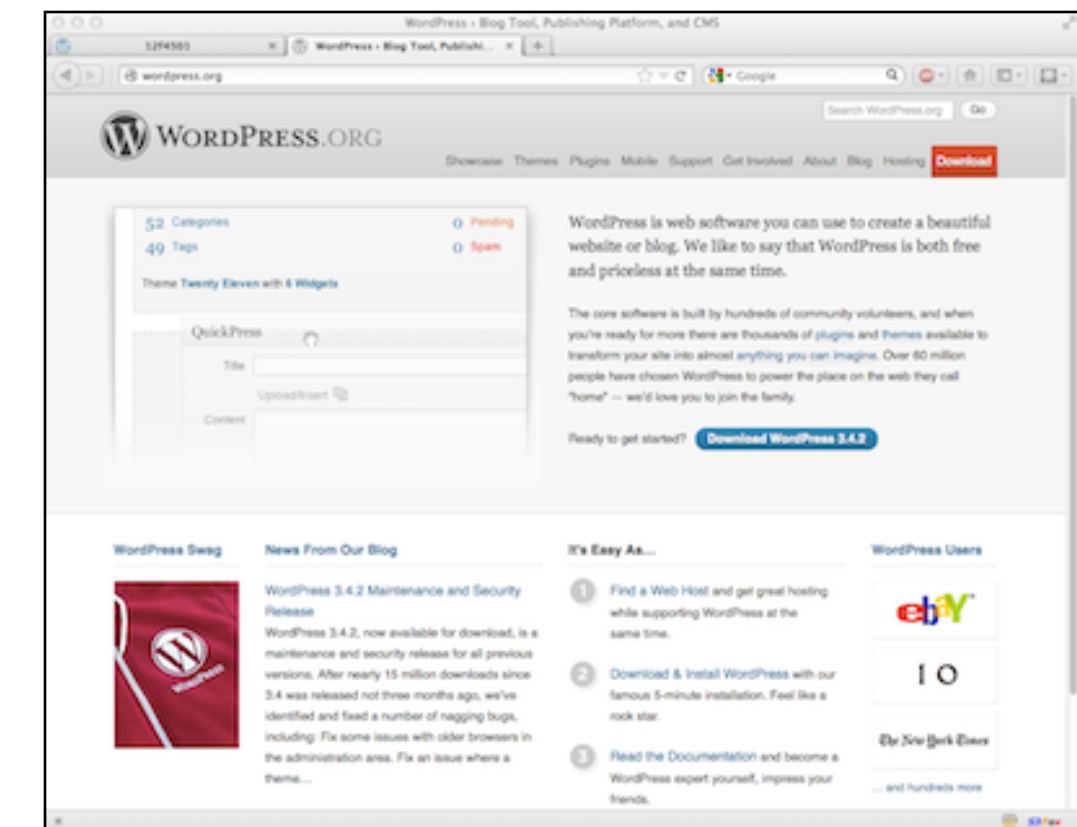 WordPress › Blog Tool, Publishing Platform, and CMS
12f4501
WordPress › Blog Tool, Publishi...
wordpress.org
Google
Search WordPress.org
Go
WORDPRESS.ORG
Showcase Themes Plugins Mobile Support Get Involved About Blog Hosting Download
52 Categories 0 Pending
49 Tags 0 Spam
Theme Twenty Eleven with 6 Widgets
QuickPress
Title
Upload/Insert
Content
WordPress is web software you can use to create a beautiful
website or blog. We like to say that WordPress is both free
and priceless at the same time.
The core software is built by hundreds of community volunteers, and when
you're ready for more there are thousands of plugins and themes available to
transform your site into almost anything you can imagine. Over 60 million
people have chosen WordPress to power the place on the web they call
"home" — we'd love you to join the family.
Ready to get started? Download WordPress 3.4.2
WordPress Swag
WordPress
News From Our Blog
WordPress 3.4.2 Maintenance and Security
Release
WordPress 3.4.2, now available for download, is a
maintenance and security release for all previous
versions. After nearly 15 million downloads since
3.4 was released not three months ago, we've
identified and fixed a number of nagging bugs,
including: Fix some issues with older browsers in
the administration area. Fix an issue where a
theme...
It's Easy As...
1 Find a Web Host and get great hosting
while supporting WordPress at the
same time.
2 Download & Install WordPress with our
famous 5-minute installation. Feel like a
rock star.
3 Read the Documentation and become a
WordPress expert yourself, impress your
friends.
WordPress Users
ebaY
IO
The New York Times
... and hundreds more